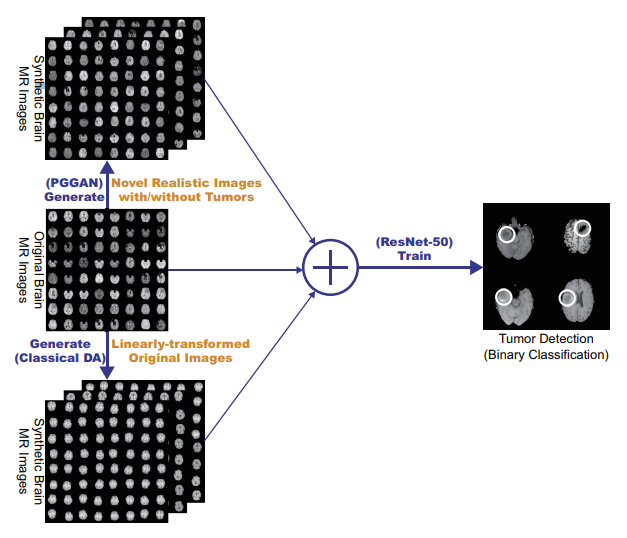 Synthetic Brain
MR Images
(PGGAN)
Generate
Novel Realistic Images
with/without Tumors
Original Brain
MR Images
(ResNet-50)
Train
Tumor Detection
(Binary Classification)
Generate
(Classical DA)
Linearly-transformed
Original Images
Synthetic Brain
MR Images